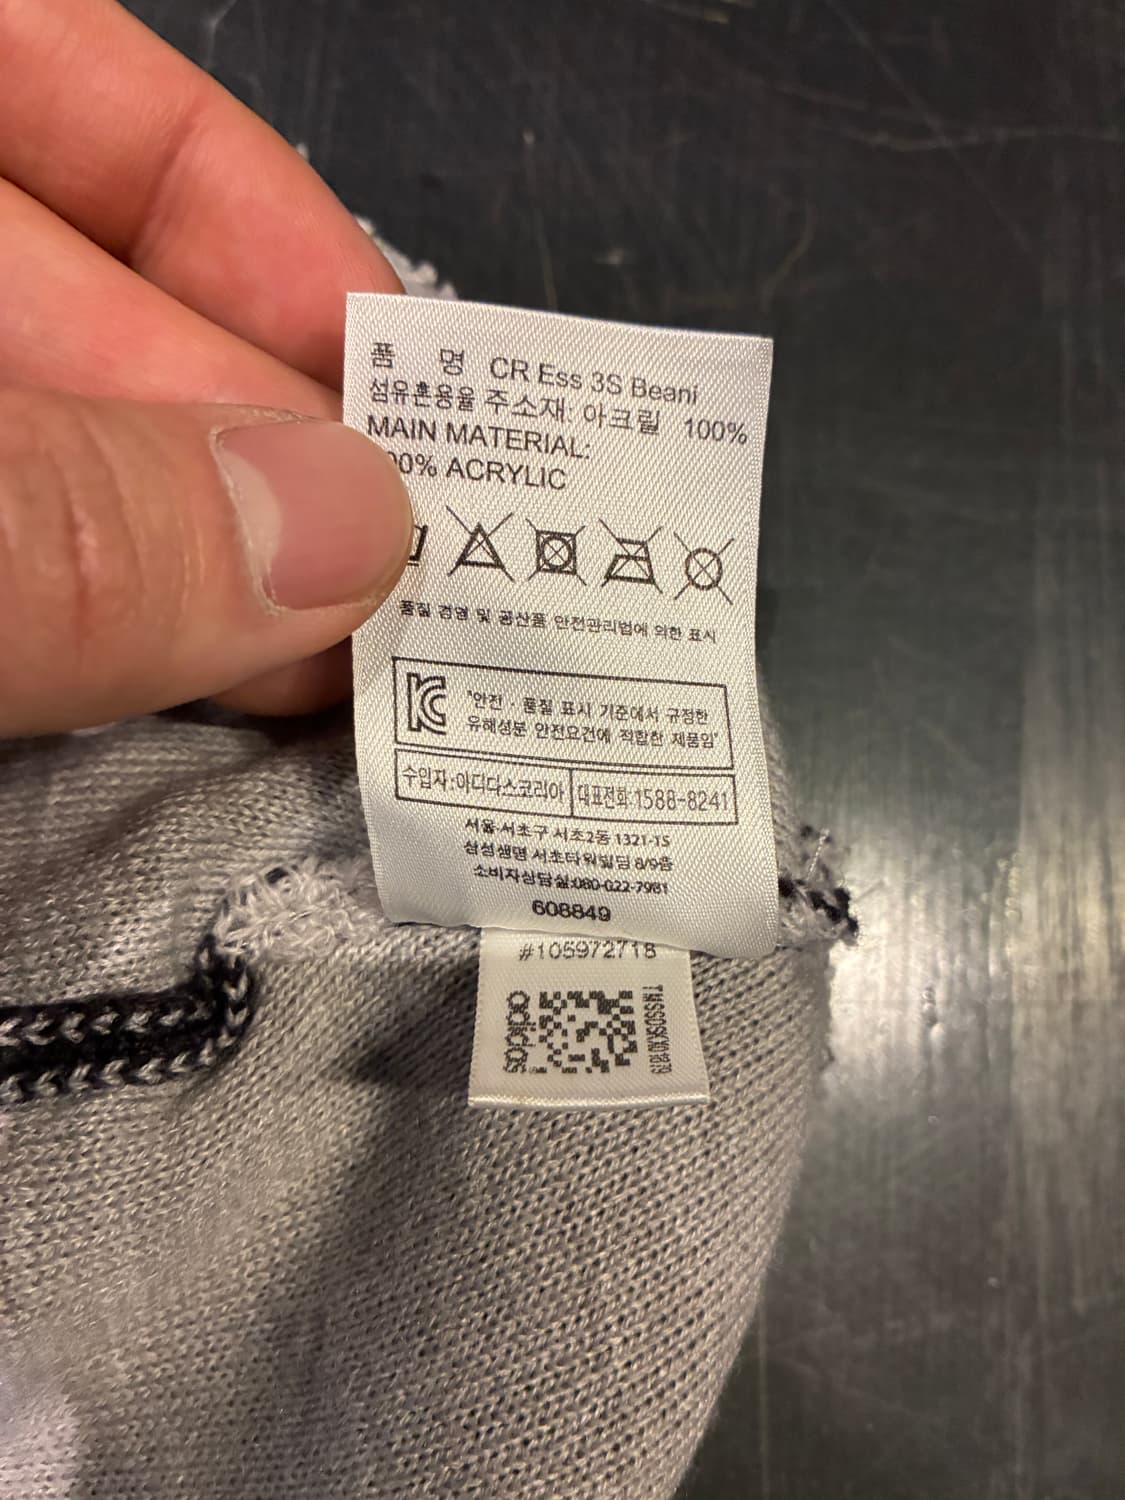 품 명 CR Ess 3S Beani
섬유혼용율 주소재: 아크릴 100%
MAIN MATERIAL:
00% ACRYLIC
품질 경영 및 공산품 안전관리법에 의한 표시
"안전 · 품질 표시 기준에서 규정한
유해성분 안전요건에 적합한 제품임"
수입자:아디다스코리아 대표전화:1588-8241
서울.서초구 서초2동 1321-15
삼성생명 서초타워빌딩 8/9층
소비자상담실:080-022-7981
608849
#105972718
adidas